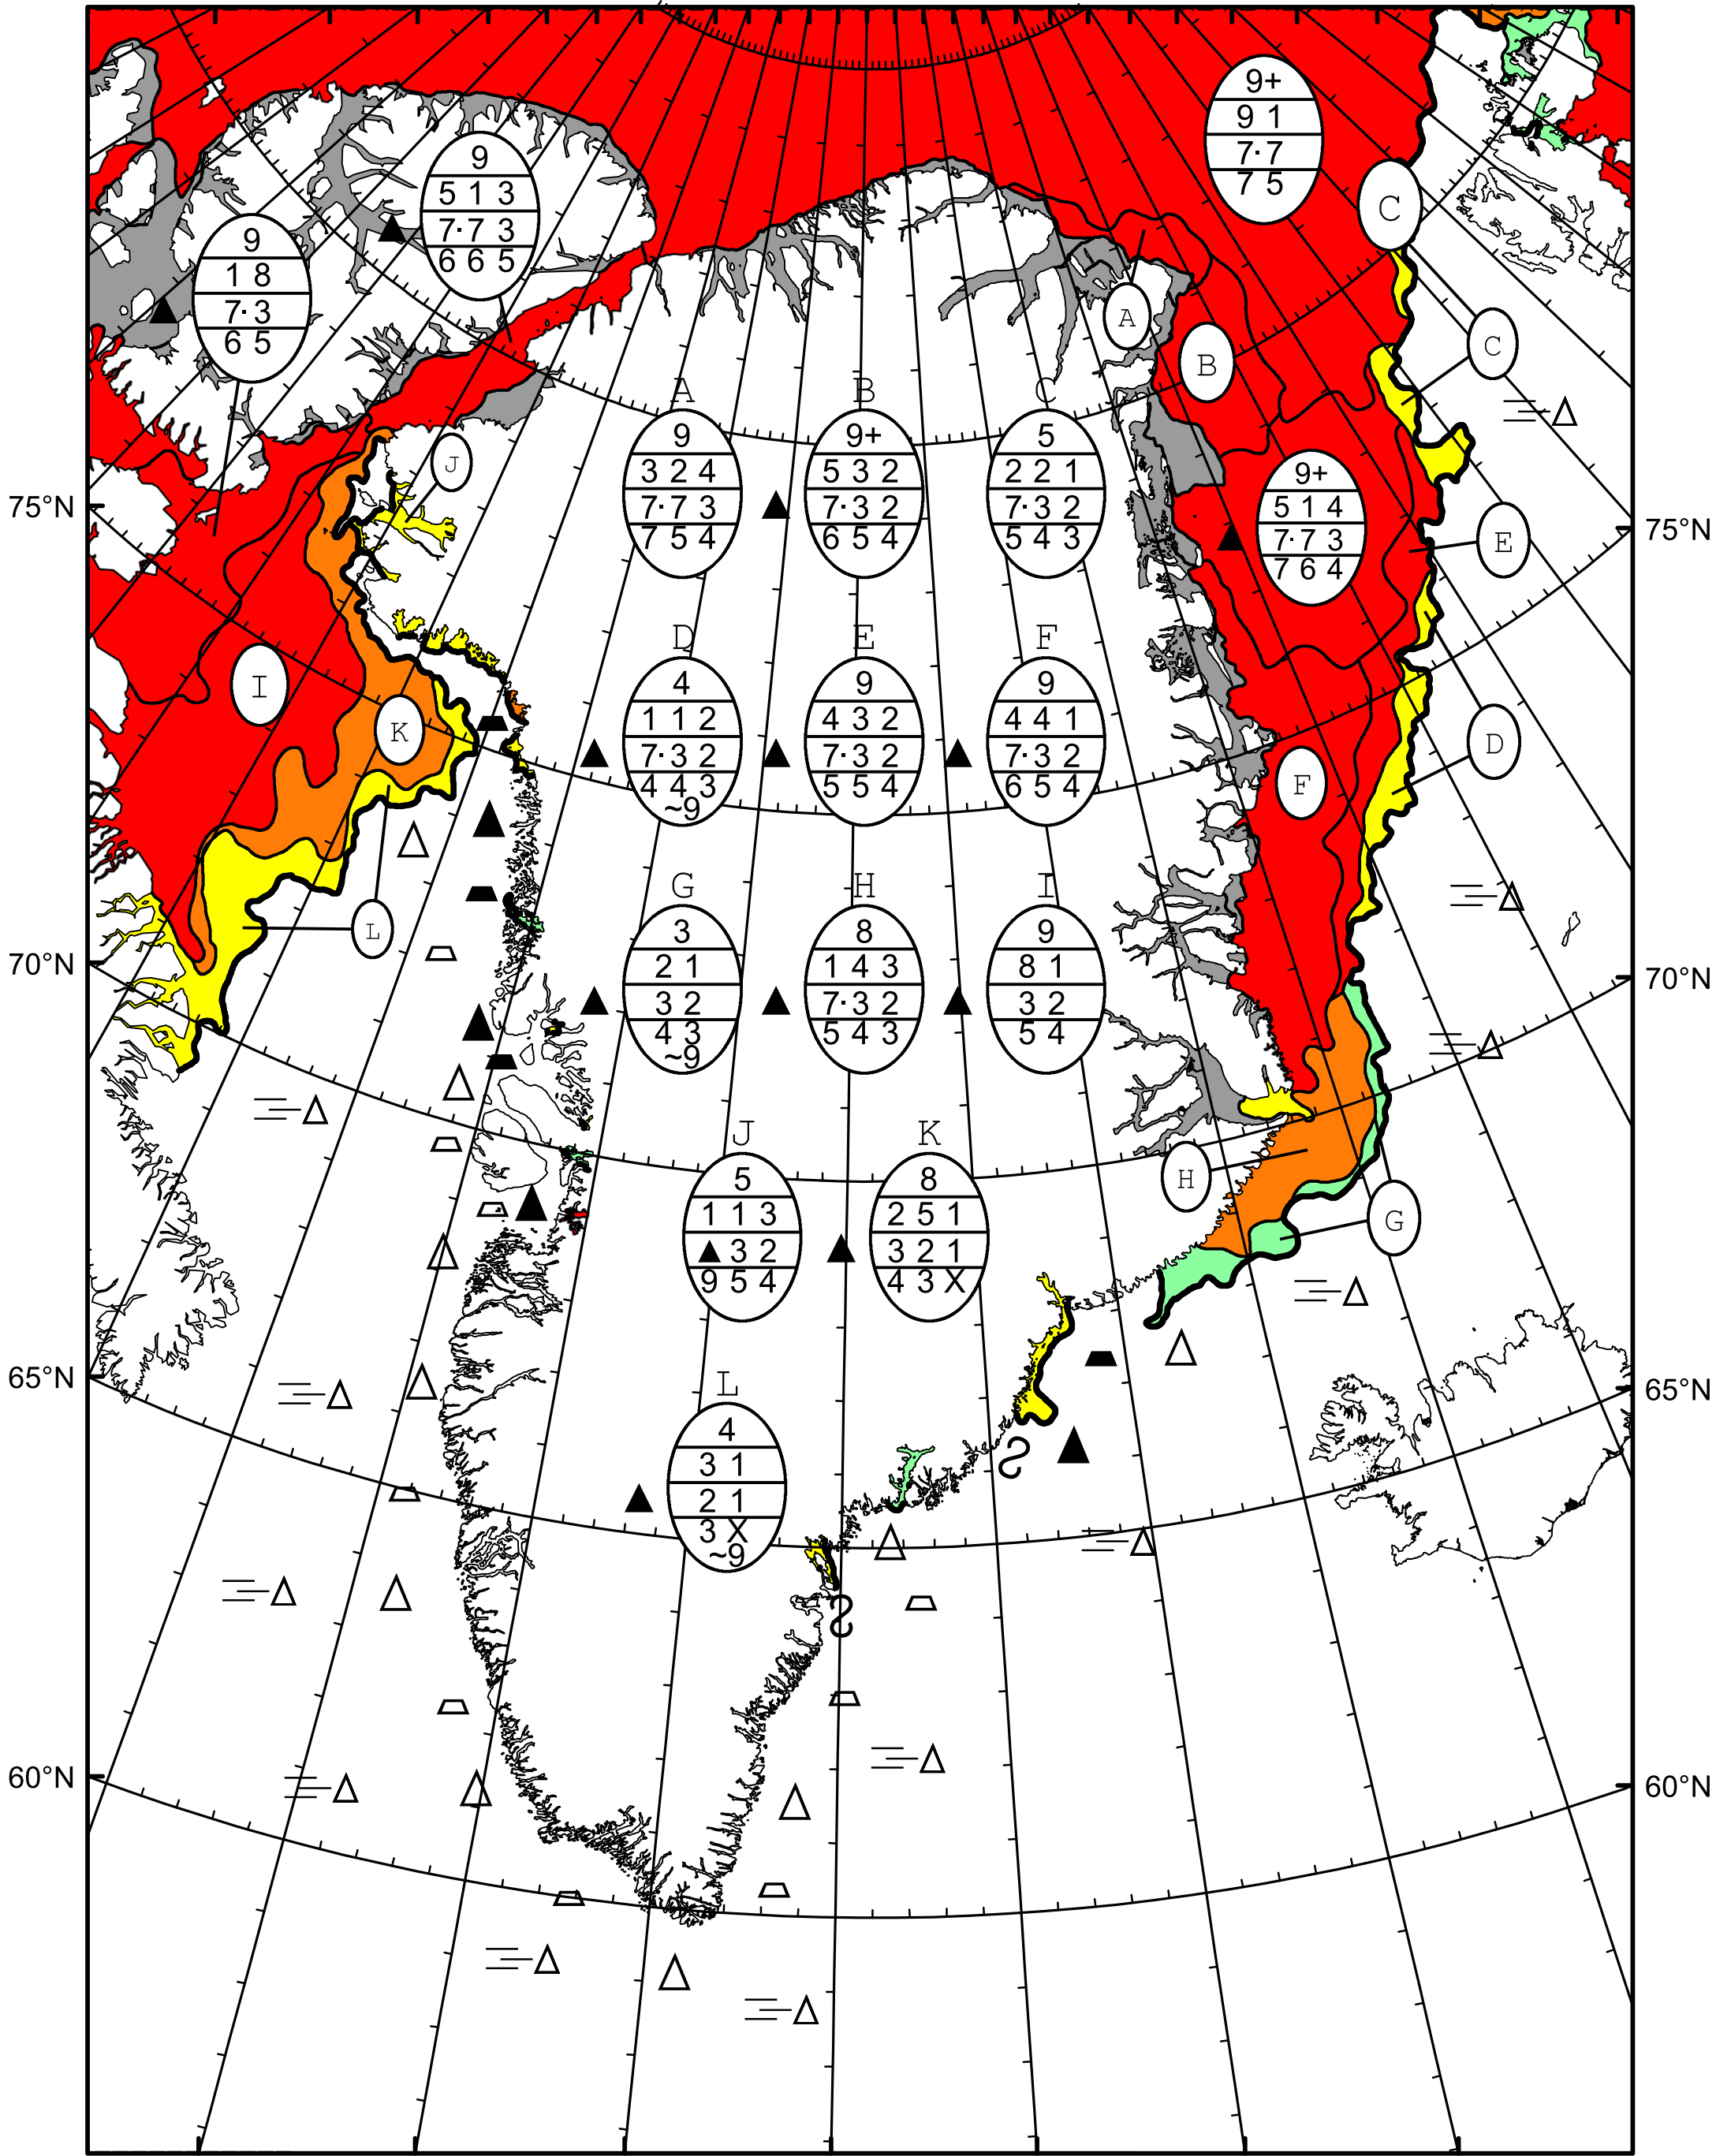 9+
9 1
7· 7
7 5
9
5 1 3
7· 7 3
6 6 5
C
9
1 8
7· 3
6 5
A
C
B
A
B
C
9
3 2 4
7· 7 3
7 5 4
9+
5 3 2
7· 3 2
6 5 4
5
2 2 1
7· 3 2
5 4 3
J
9+
5 1 4
7· 7 3
7 6 4
75°N
75°N
E
D
E
F
I
4
1 1 2
7· 3 2
4 4 3
~9
9
4 3 2
7· 3 2
5 5 4
9
4 4 1
7· 3 2
6 5 4
K
D
F
G
H
I
L
3
2 1
3 2
4 3
~9
8
1 4 3
7· 3 2
5 4 3
9
8 1
3 2
5 4
70°N
70°N
J
K
H
G
5
1 1 3
▲ 3 2
9 5 4
8
2 5 1
3 2 1
4 3 X
65°N
65°N
L
4
3 1
2 1
3 X
~9
60°N
60°N